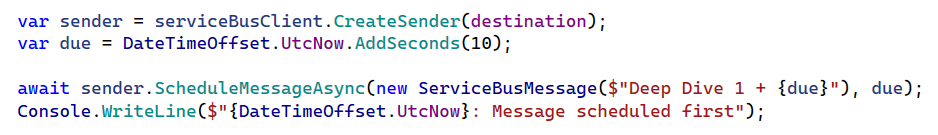 var sender = serviceBusClient.CreateSender(destination);
var due = DateTimeOffset.UtcNow.AddSeconds(10);
await sender.ScheduleMessageAsync(new ServiceBusMessage($"Deep Dive 1 + {due}"), due);
Console.WriteLine($"{DateTimeOffset.UtcNow}: Message scheduled first");